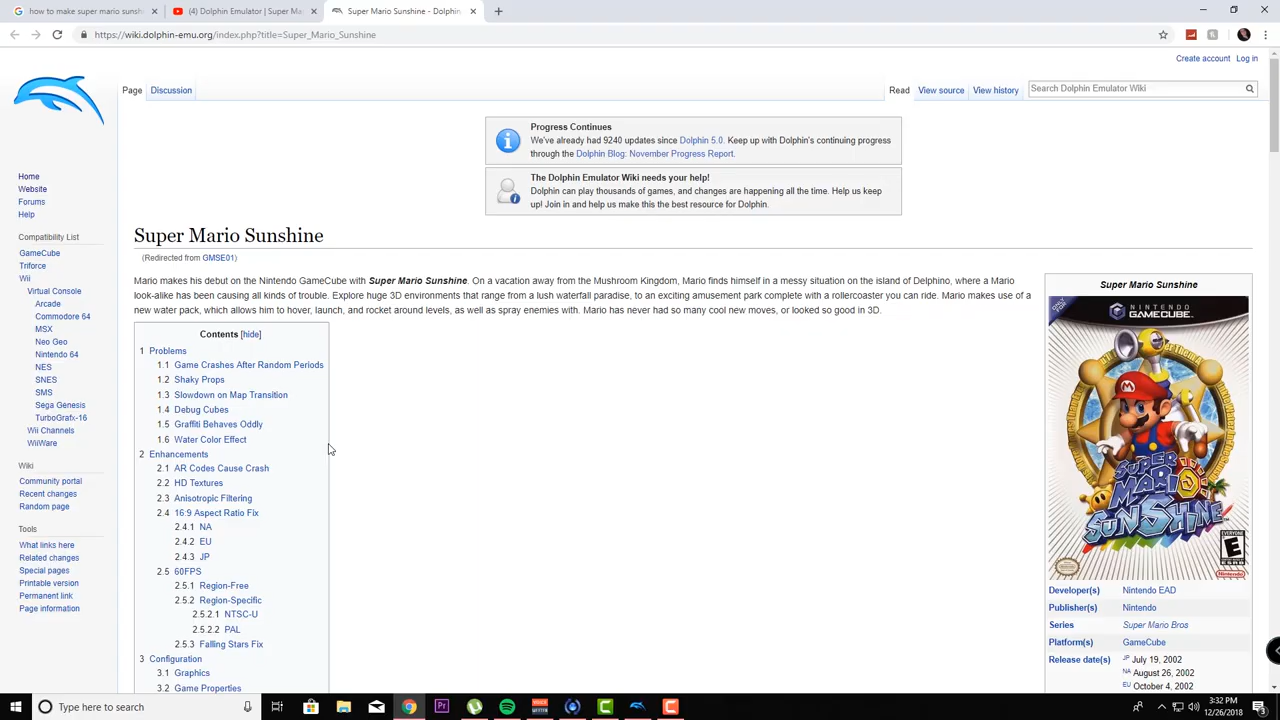 how to make super mario sunsh
(4) Dolphin Emulator | Super Mar
Super Mario Sunshine - Dolphin
https://wiki.dolphin-emu.org/index.php?title=Super_Mario_Sunshine
Create account Log in
Page Discussion Read View source View history Search Dolphin Emulator Wiki
Progress Continues
We've already had 9240 updates since Dolphin 5.0. Keep up with Dolphin's continuing progress
through the Dolphin Blog: November Progress Report.
The Dolphin Emulator Wiki needs your help!
Dolphin can play thousands of games, and changes are happening all the time. Help us keep
up! Join in and help us make this the best resource for Dolphin.
Home
Website
Forums
Help
Compatibility List
GameCube
Triforce
Wii
Virtual Console
Arcade
Commodore 64
MSX
Neo Geo
Nintendo 64
NES
SNES
SMS
Sega Genesis
TurboGrafx-16
Wii Channels
WiiWare
Wiki
Community portal
Recent changes
Random page
Tools
What links here
Related changes
Special pages
Printable version
Permanent link
Page information
Super Mario Sunshine
(Redirected from GMSE01)
Mario makes his debut on the Nintendo GameCube with Super Mario Sunshine. On a vacation away from the Mushroom Kingdom, Mario finds himself in a messy situation on the island of Delphino, where a Mario
look-alike has been causing all kinds of trouble. Explore huge 3D environments that range from a lush waterfall paradise, to an exciting amusement park complete with a rollercoaster you can ride. Mario makes use of a
new water pack, which allows him to hover, launch, and rocket around levels, as well as spray enemies with. Mario has never had so many cool new moves, or looked so good in 3D.
Contents [hide]
1 Problems
1.1 Game Crashes After Random Periods
1.2 Shaky Props
1.3 Slowdown on Map Transition
1.4 Debug Cubes
1.5 Graffiti Behaves Oddly
1.6 Water Color Effect
2 Enhancements
2.1 AR Codes Cause Crash
2.2 HD Textures
2.3 Anisotropic Filtering
2.4 16:9 Aspect Ratio Fix
2.4.1 NA
2.4.2 EU
2.4.3 JP
2.5 60FPS
2.5.1 Region-Free
2.5.2 Region-Specific
2.5.2.1 NTSC-U
2.5.2.2 PAL
2.5.3 Falling Stars Fix
3 Configuration
3.1 Graphics
3.2 Game Properties
Super Mario Sunshine
NINTENDO
GAMECUBE
SUPER
MARIO
SUNSHINE
EVERYONE
E
ESRB
Nintendo
Developer(s) Nintendo EAD
Publisher(s) Nintendo
Series Super Mario Bros
Platform(s) GameCube
Release date(s) JP July 19, 2002
NA August 26, 2002
EU October 4, 2002
Type here to search
3:32 PM
12/26/2018